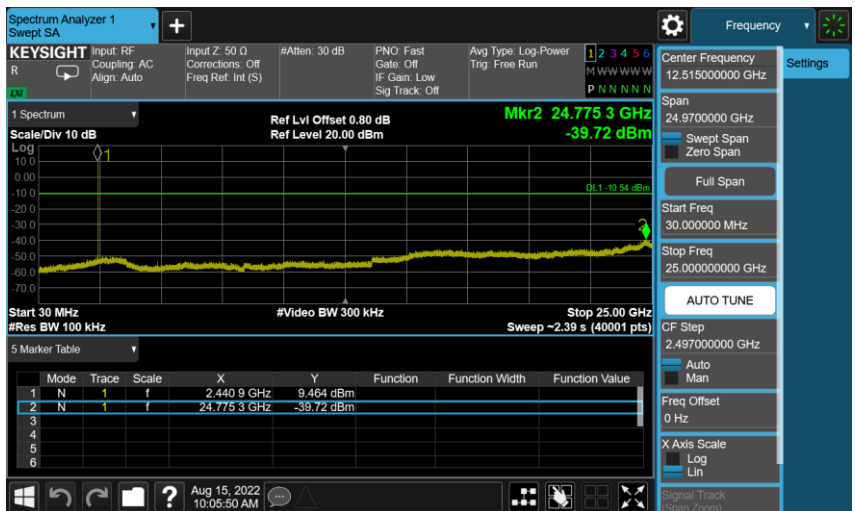 Spectrum Analyzer 1
Swept SA
+
Frequency
KEYSIGHT
R
LXI
Input: RF
Coupling: AC
Align: Auto
Input Z: 50 Ω
Corrections: Off
Freq Ref: Int (S)
#Atten: 30 dB
PNO: Fast
Gate: Off
IF Gain: Low
Sig Track: Off
Avg Type: Log-Power
Trig: Free Run
1 2 3 4 5 6
M W W W W W
P N N N N N
1 Spectrum
Scale/Div 10 dB
Ref Lvl Offset 0.80 dB
Ref Level 20.00 dBm
Mkr2 24.775 3 GHz
-39.72 dBm
Log
10.0
0.00
-10.0
-20.0
-30.0
-40.0
-50.0
-60.0
-70.0
1
DL1 -10.54 dBm
2
Start 30 MHz
#Res BW 100 kHz
#Video BW 300 kHz
Stop 25.00 GHz
Sweep ~2.39 s (40001 pts)
5 Marker Table
Mode Trace Scale X Y Function Function Width Function Value
1 N 1 f 2.440 9 GHz 9.464 dBm
2 N 1 f 24.775 3 GHz -39.72 dBm
3
4
5
6
?
Aug 15, 2022
10:05:50 AM
Center Frequency
12.515000000 GHz
Span
24.9700000 GHz
Swept Span
Zero Span
Full Span
Start Freq
30.000000 MHz
Stop Freq
25.000000000 GHz
AUTO TUNE
CF Step
2.497000000 GHz
Auto
Man
Freq Offset
0 Hz
X Axis Scale
Log
Lin
Signal Track
(Span Zoom)
Settings